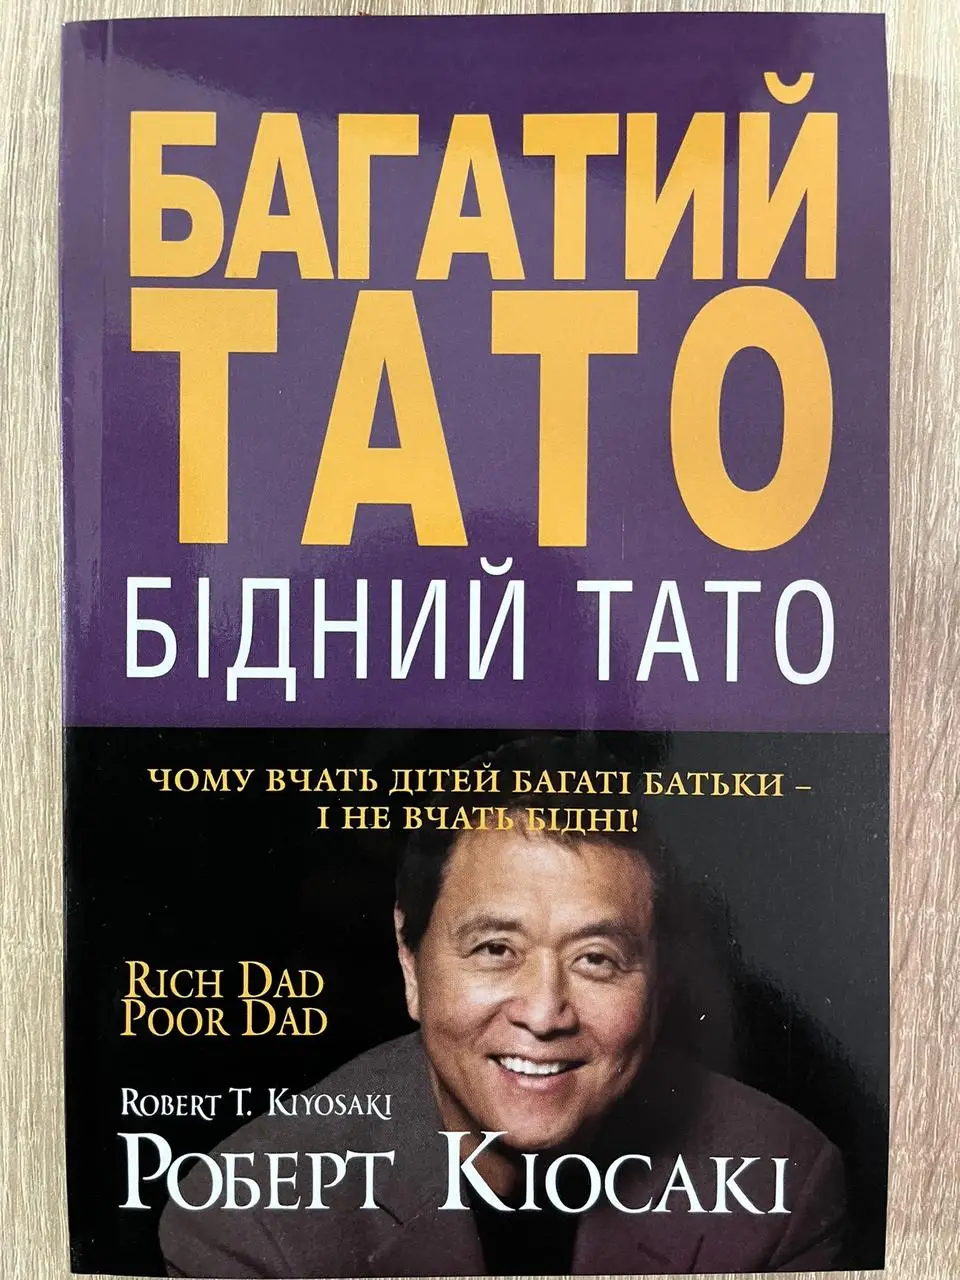 БАГАТИЙ
ТАТО
БІДНИЙ ТАТО
ЧОМУ ВЧАТЬ ДІТЕЙ БАГАТІ БАТЬКИ –
І НЕ ВЧАТЬ БІДНІ!
RICH DAD
POOR DAD
ROBERT T. KIYOSAKI
РОБЕРТ КІОСАКІ